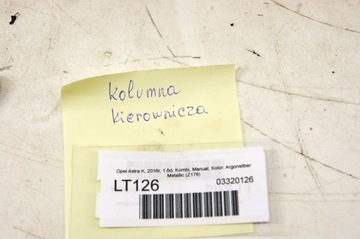 kolumna
kierownicza
Opel Astra K, 2016r, 1.6d, Kombi, Manual, Kolor: Argonsilber
Metallic (Z176)
LT126
03320126